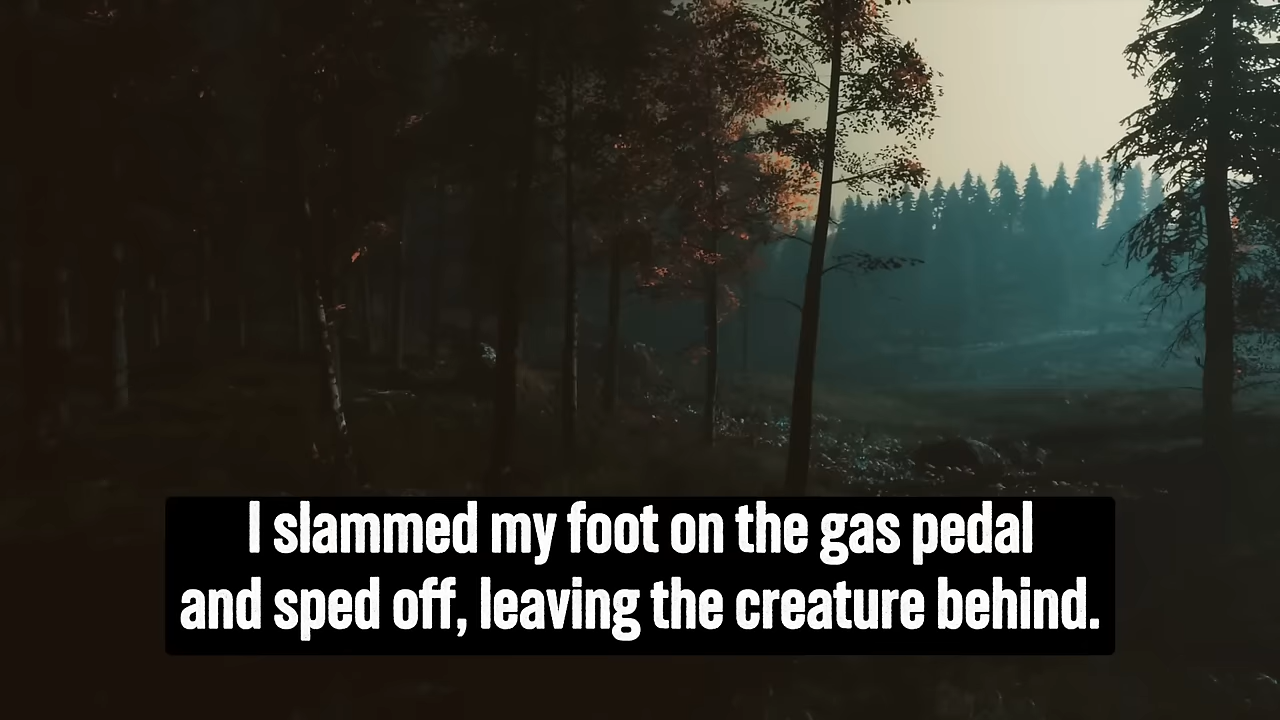 I slammed my foot on the gas pedal
and sped off, leaving the creature behind.